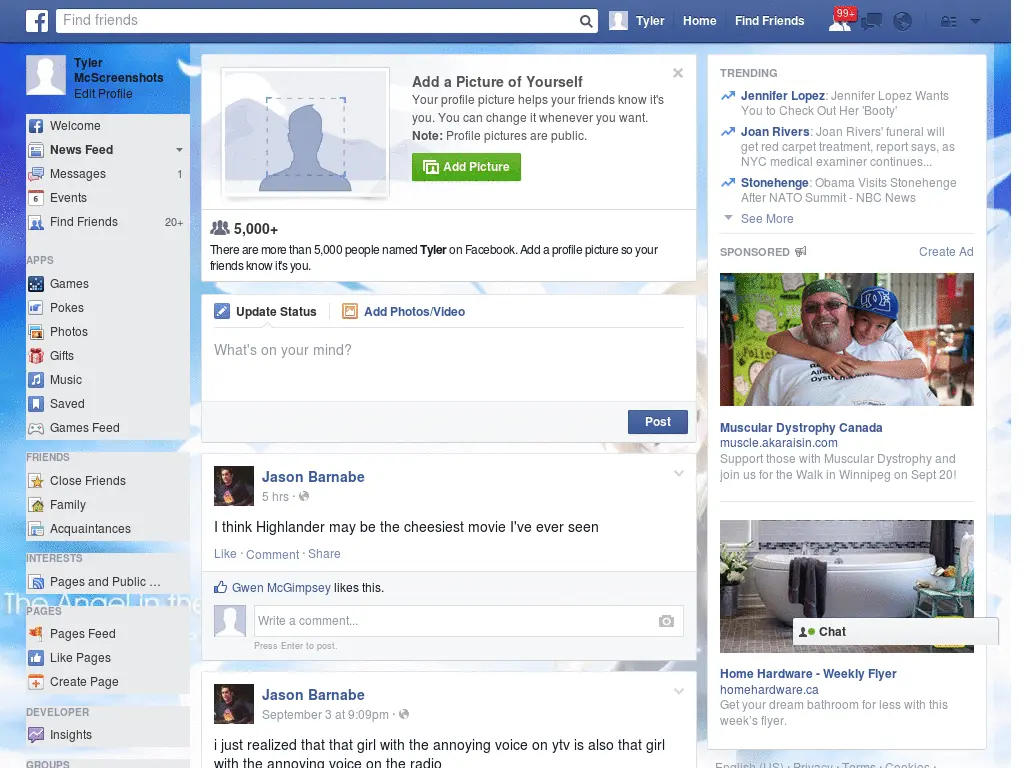 Find friends
Tyler
Home
Find Friends
99+
Tyler
McScreenshots
Edit Profile
Welcome
News Feed
Messages
1
6
Events
Find Friends
20+
APPS
Games
Pokes
Photos
Gifts
Music
Saved
Games Feed
FRIENDS
Close Friends
Family
Acquaintances
INTERESTS
Pages and Public ...
The Angel in the
PAGES
Pages Feed
Like Pages
Create Page
DEVELOPER
Insights
GROUPS
Add a Picture of Yourself
Your profile picture helps your friends know it's
you. You can change it whenever you want.
Note: Profile pictures are public.
Add Picture
5,000+
There are more than 5,000 people named Tyler on Facebook. Add a profile picture so your
friends know it's you.
Update Status
Add Photos/Video
What's on your mind?
Post
Jason Barnabe
5 hrs ·
I think Highlander may be the cheesiest movie I've ever seen
Like · Comment · Share
Gwen McGimpsey likes this.
Write a comment...
Press Enter to post.
Jason Barnabe
September 3 at 9:09pm ·
i just realized that that girl with the annoying voice on ytv is also that girl
with the annoying voice on the radio
TRENDING
Jennifer Lopez: Jennifer Lopez Wants
You to Check Out Her 'Booty'
Joan Rivers: Joan Rivers' funeral will
get red carpet treatment, report says, as
NYC medical examiner continues...
Stonehenge: Obama Visits Stonehenge
After NATO Summit - NBC News
See More
SPONSORED
Create Ad
Muscular Dystrophy Canada
muscle.akaraisin.com
Support those with Muscular Dystrophy and
join us for the Walk in Winnipeg on Sept 20!
Chat
Home Hardware - Weekly Flyer
homehardware.ca
Get your dream bathroom for less with this
week's flyer.
English (US) · Privacy · Terms · Cookies ·